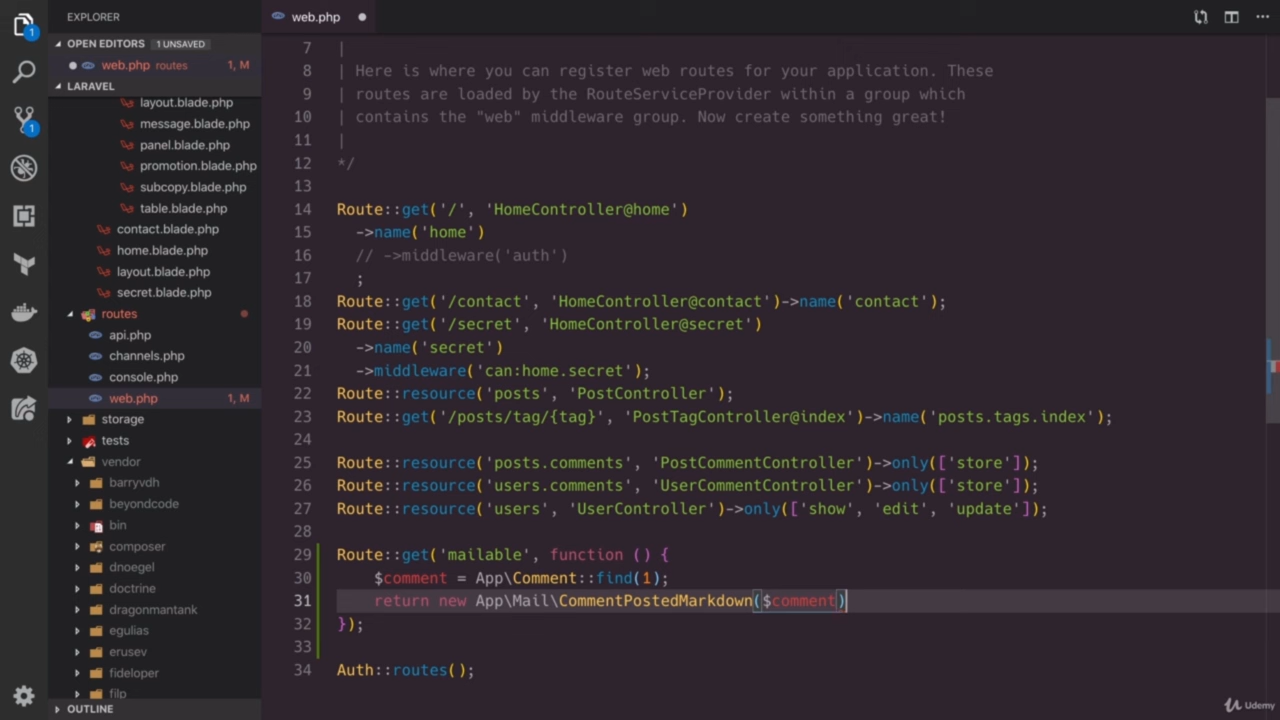 EXPLORER
OPEN EDITORS 1 UNSAVED
web.php routes 1, M
LARAVEL
layout.blade.php
message.blade.php
panel.blade.php
promotion.blade.php
subcopy.blade.php
table.blade.php
contact.blade.php
home.blade.php
layout.blade.php
secret.blade.php
routes
api.php
channels.php
console.php
web.php 1, M
storage
tests
vendor
barryvdh
beyondcode
bin
composer
dnoegel
doctrine
dragonmantank
egulias
erusev
fideloper
filp
OUTLINE
1
1
web.php
7 |
8 | Here is where you can register web routes for your application. These
9 | routes are loaded by the RouteServiceProvider within a group which
10 | contains the "web" middleware group. Now create something great!
11 |
12 */
13
14 Route::get('/', 'HomeController@home')
15 ->name('home')
16 // ->middleware('auth')
17 ;
18 Route::get('/contact', 'HomeController@contact')->name('contact');
19 Route::get('/secret', 'HomeController@secret')
20 ->name('secret')
21 ->middleware('can:home.secret');
22 Route::resource('posts', 'PostController');
23 Route::get('/posts/tag/{tag}', 'PostTagController@index')->name('posts.tags.index');
24
25 Route::resource('posts.comments', 'PostCommentController')->only(['store']);
26 Route::resource('users.comments', 'UserCommentController')->only(['store']);
27 Route::resource('users', 'UserController')->only(['show', 'edit', 'update']);
28
29 Route::get('mailable', function () {
30 $comment = App\Comment::find(1);
31 return new App\Mail\CommentPostedMarkdown($comment)
32 });
33
34 Auth::routes();
Udemy